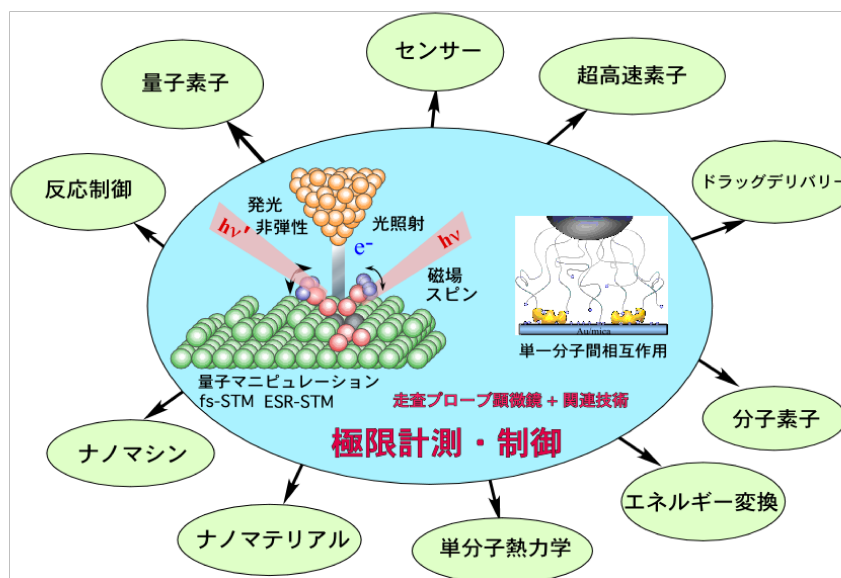 センサー
量子素子
超高速素子
反応制御
ドラッグデリバリー
発光
非弾性
光照射
hν'
hν
e-
磁場
スピン
Au/mica
単一分子間相互作用
量子マニピュレーション
fs-STM ESR-STM
走査プローブ顕微鏡 + 関連技術
極限計測・制御
分子素子
ナノマシン
エネルギー変換
ナノマテリアル
単分子熱力学